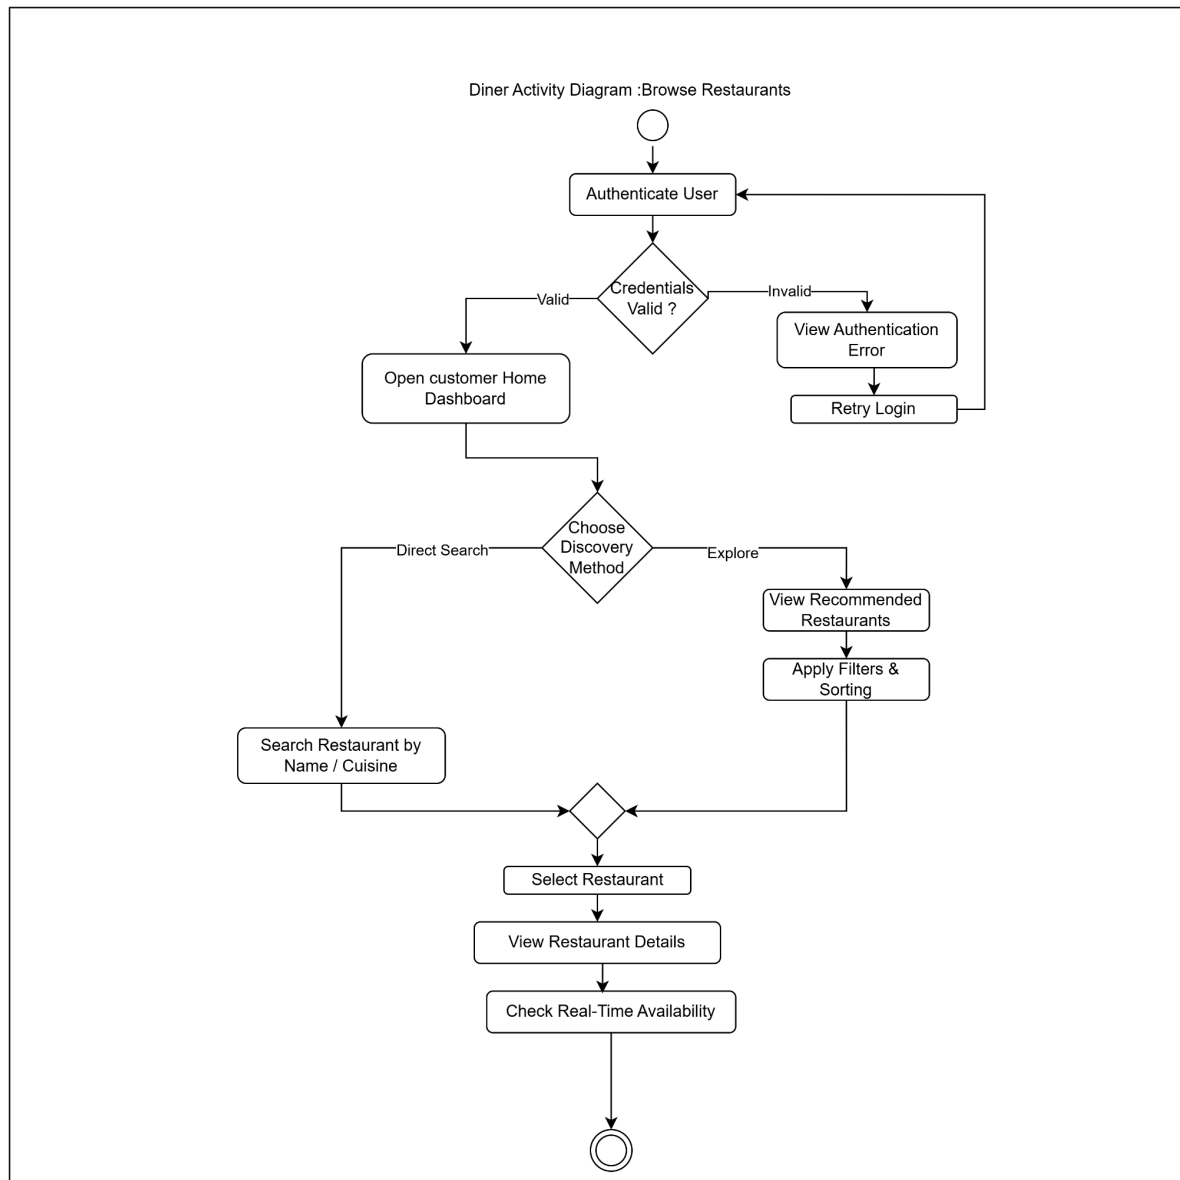 Diner Activity Diagram :Browse Restaurants
Authenticate User
Credentials
Valid ?
Valid
Invalid
View Authentication
Error
Open customer Home
Dashboard
Retry Login
Choose
Discovery
Method
Direct Search
Explore
View Recommended
Restaurants
Apply Filters &
Sorting
Search Restaurant by
Name / Cuisine
Select Restaurant
View Restaurant Details
Check Real-Time Availability